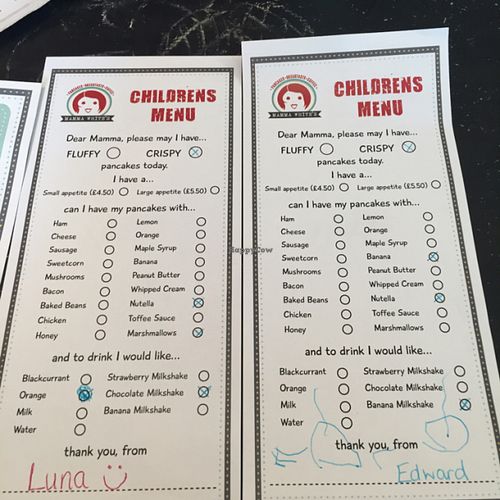 PANCAKES · BREAKFASTS · COFFEE
MAMMA WHITE'S
CHILDRENS
MENU
Dear Mamma, please may I have...
FLUFFY CRISPY
pancakes today.
I have a...
Small appetite (£4.50) Large appetite (£5.50)
can I have my pancakes with...
Ham Lemon
Cheese Orange
Sausage Maple Syrup
Sweetcorn Banana
Mushrooms Peanut Butter
Bacon Whipped Cream
Baked Beans Nutella
Chicken Toffee Sauce
Honey Marshmallows
and to drink I would like...
Blackcurrant Strawberry Milkshake
Orange Chocolate Milkshake
Milk Banana Milkshake
Water
thank you, from
Luna
MAMMA WHITE'S
CHILDRENS
MENU
Dear Mamma, please may I have...
FLUFFY CRISPY
pancakes today.
I have a...
Small appetite (£4.50) Large appetite (£5.50)
can I have my pancakes with...
Ham Lemon
Cheese Orange
Sausage Maple Syrup
Sweetcorn Banana
Mushrooms Peanut Butter
Bacon Whipped Cream
Baked Beans Nutella
Chicken Toffee Sauce
Honey Marshmallows
and to drink I would like...
Blackcurrant Strawberry Milkshake
Orange Chocolate Milkshake
Milk Banana Milkshake
Water
thank you, from
Edward
HappyCow